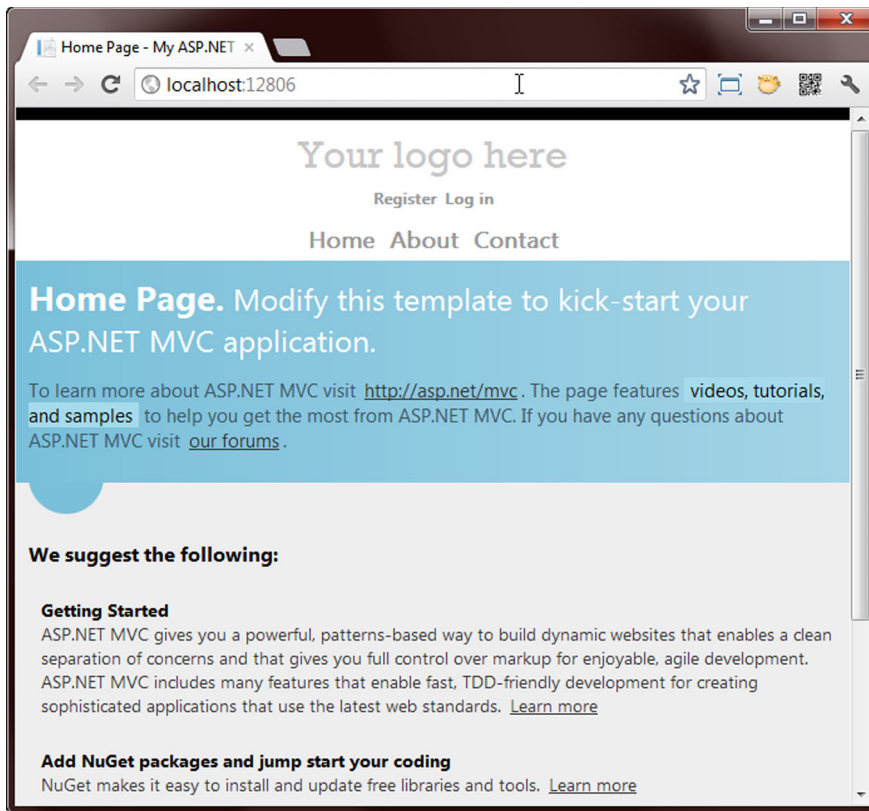 Home Page - My ASP.NET
localhost:12806
Your logo here
Register Log in
Home About Contact
Home Page. Modify this template to kick-start your
ASP.NET MVC application.
To learn more about ASP.NET MVC visit http://asp.net/mvc. The page features videos, tutorials,
and samples to help you get the most from ASP.NET MVC. If you have any questions about
ASP.NET MVC visit our forums.
We suggest the following:
Getting Started
ASP.NET MVC gives you a powerful, patterns-based way to build dynamic websites that enables a clean
separation of concerns and that gives you full control over markup for enjoyable, agile development.
ASP.NET MVC includes many features that enable fast, TDD-friendly development for creating
sophisticated applications that use the latest web standards. Learn more
Add NuGet packages and jump start your coding
NuGet makes it easy to install and update free libraries and tools. Learn more